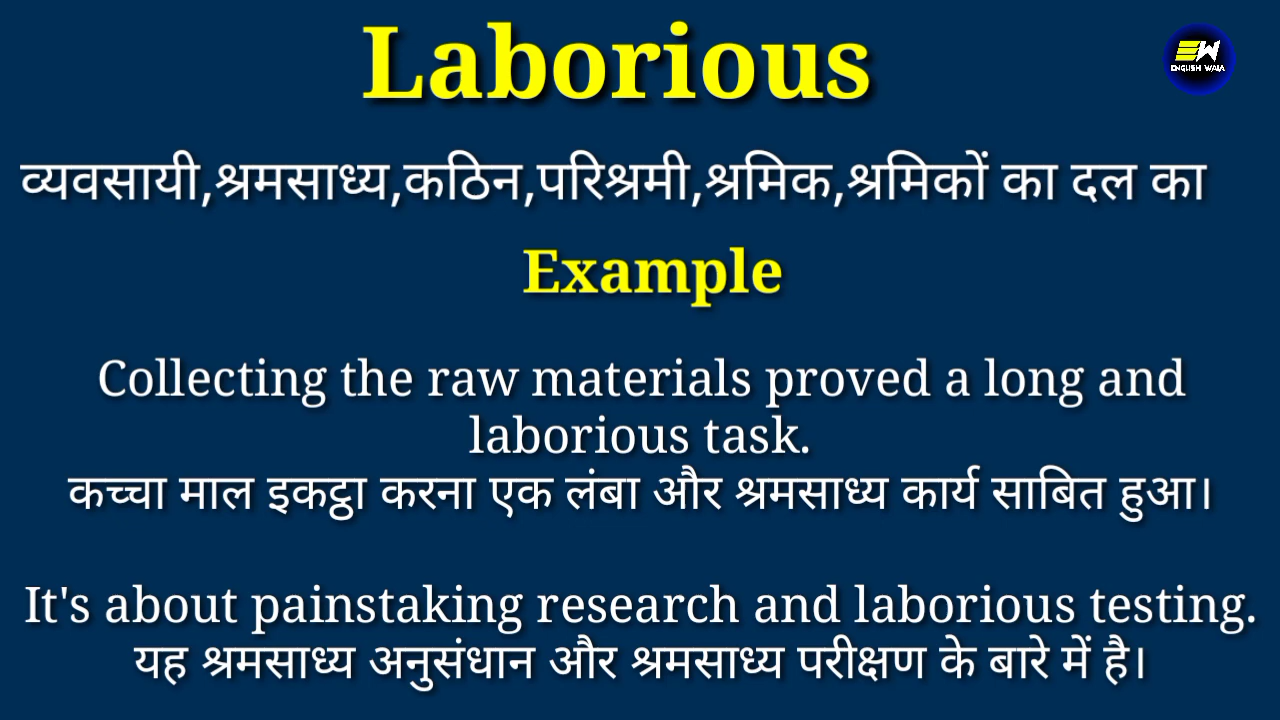 Laborious
EW
ENGLISH WALA
व्यवसायी,श्रमसाध्य,कठिन,परिश्रमी,श्रमिक,श्रमिकों का दल का
Example
Collecting the raw materials proved a long and
laborious task.
कच्चा माल इकट्ठा करना एक लंबा और श्रमसाध्य कार्य साबित हुआ।
It's about painstaking research and laborious testing.
यह श्रमसाध्य अनुसंधान और श्रमसाध्य परीक्षण के बारे में है।